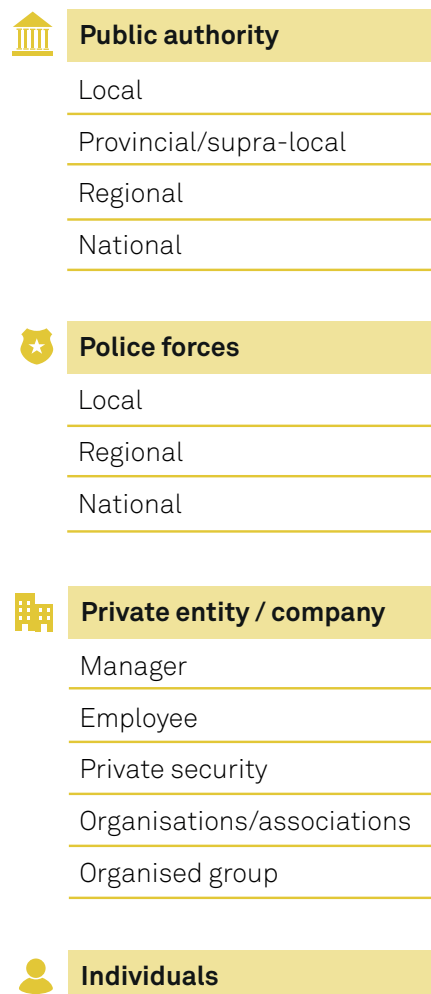 Public authority
Local
Provincial/supra-local
Regional
National
Police forces
Local
Regional
National
Private entity / company
Manager
Employee
Private security
Organisations/associations
Organised group
Individuals